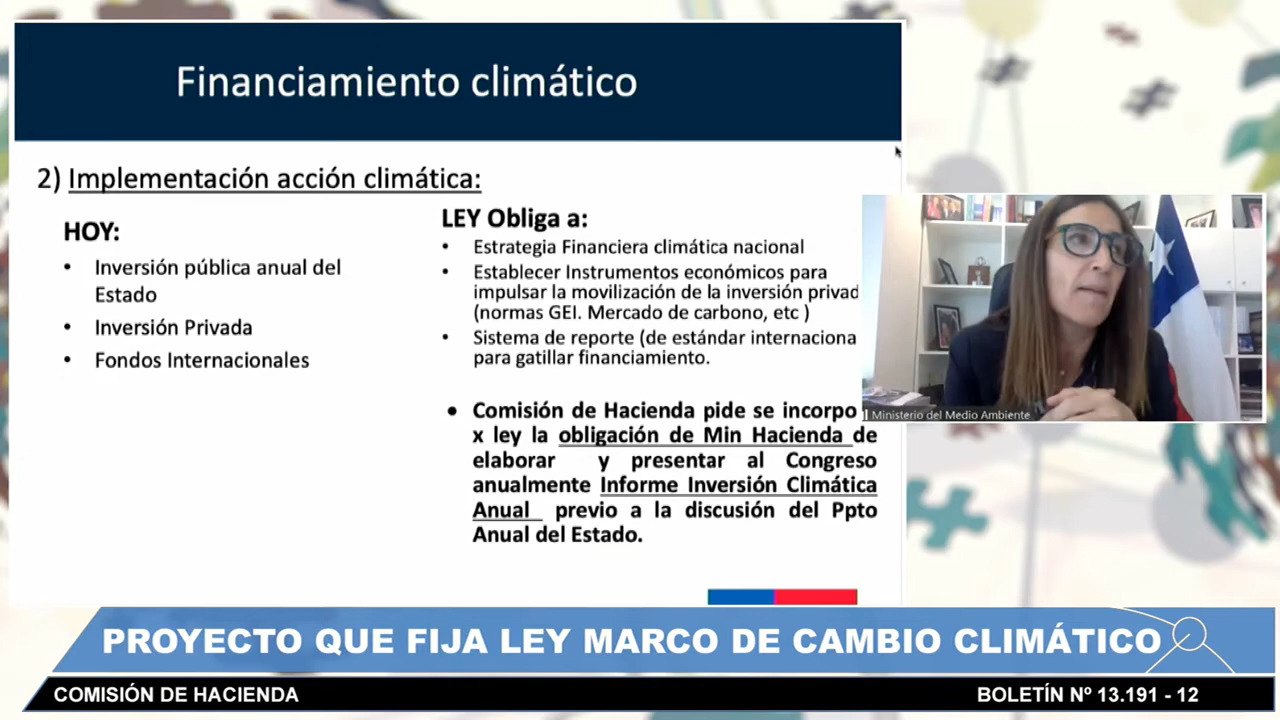 Financiamiento climático
2) Implementación acción climática:
HOY:
• Inversión pública anual del
Estado
• Inversión Privada
• Fondos Internacionales
LEY Obliga a:
• Estrategia Financiera climática nacional
• Establecer Instrumentos económicos para
impulsar la movilización de la inversión privad
(normas GEI. Mercado de carbono, etc )
• Sistema de reporte (de estándar internaciona
para gatillar financiamiento.
• Comisión de Hacienda pide se incorpo
x ley la obligación de Min Hacienda de
elaborar y presentar al Congreso
anualmente Informe Inversión Climática
Anual previo a la discusión del Ppto
Anual del Estado.
Ministerio del Medio Ambiente
PROYECTO QUE FIJA LEY MARCO DE CAMBIO CLIMÁTICO
COMISIÓN DE HACIENDA
BOLETÍN Nº 13.191 - 12